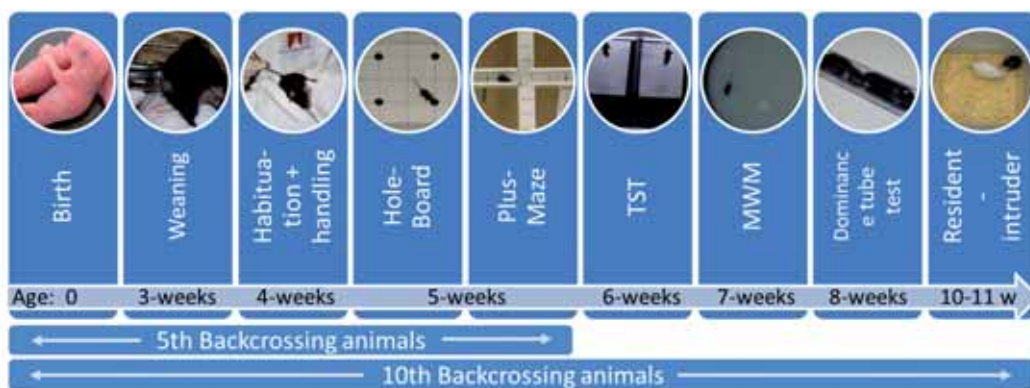 Birth
Weaning
Habitua-
tion +
handling
Hole-
Board
Plus-
Maze
TST
MWM
Dominanc
e tube
test
Resident
-
intruder
Age: 0
3-weeks
4-weeks
5-weeks
6-weeks
7-weeks
8-weeks
10-11 w
5th Backcrossing animals
10th Backcrossing animals